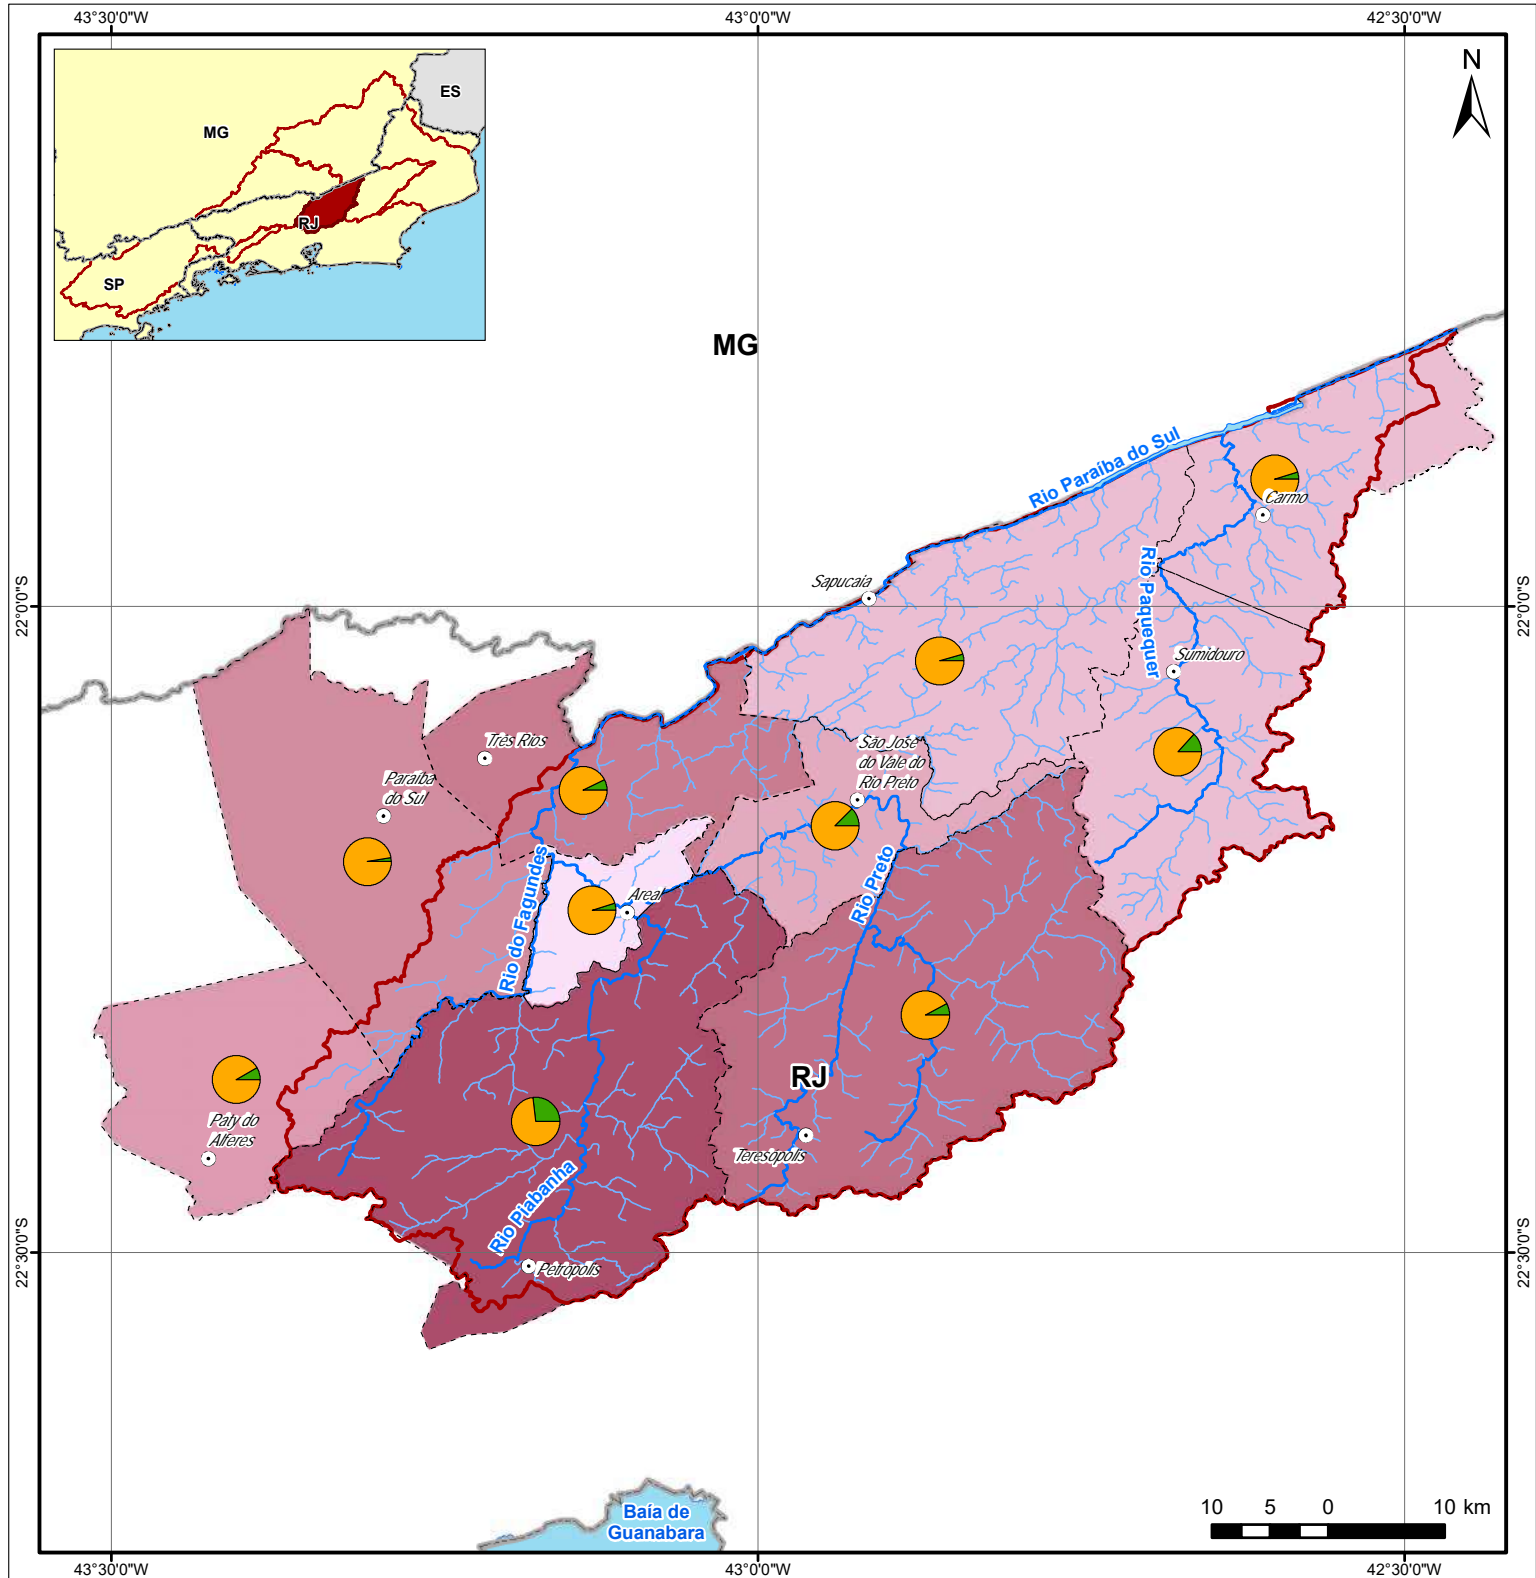 43°30'0"W
43°0'0"W
42°30'0"W
ES
MG
RJ
SP
N
MG
Rio Paraíba do Sul
Carmo
Rio Paquequer
Sapucaia
22°0'0"S
22°0'0"S
Sumidouro
Três Rios
São José
do Vale do
Rio Preto
Paraíba
do Sul
Rio do Fagundes
Areal
Rio Preto
RJ
Paty do
Alferes
Teresópolis
Rio Piabanha
Petrópolis
22°30'0"S
22°30'0"S
Baía de
Guanabara
10 5 0 10 km
43°30'0"W
43°0'0"W
42°30'0"W